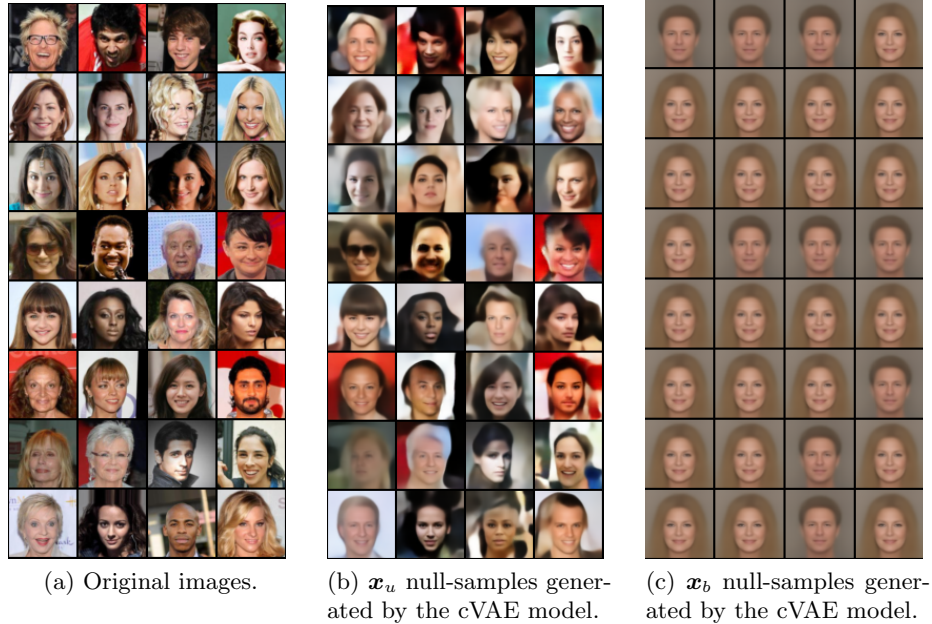 (a) Original images.
(b) 𝒙ᵤ null-samples gener-
ated by the cVAE model.
(c) 𝒙_b null-samples gener-
ated by the cVAE model.